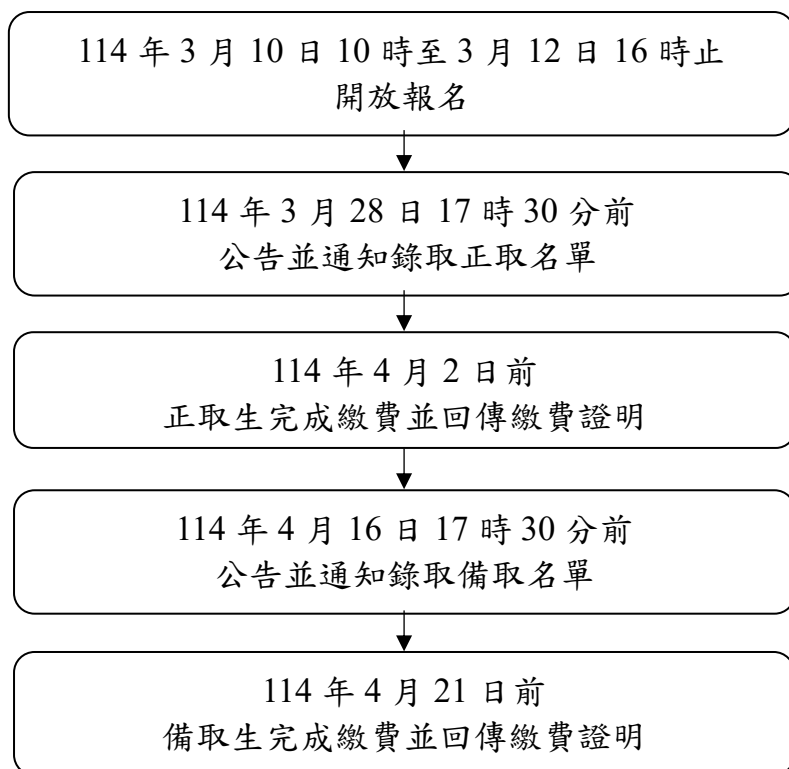 114 年 3 月 10 日 10 時至 3 月 12 日 16 時止
開放報名
114 年 3 月 28 日 17 時 30 分前
公告並通知錄取正取名單
114 年 4 月 2 日前
正取生完成繳費並回傳繳費證明
114 年 4 月 16 日 17 時 30 分前
公告並通知錄取備取名單
114 年 4 月 21 日前
備取生完成繳費並回傳繳費證明